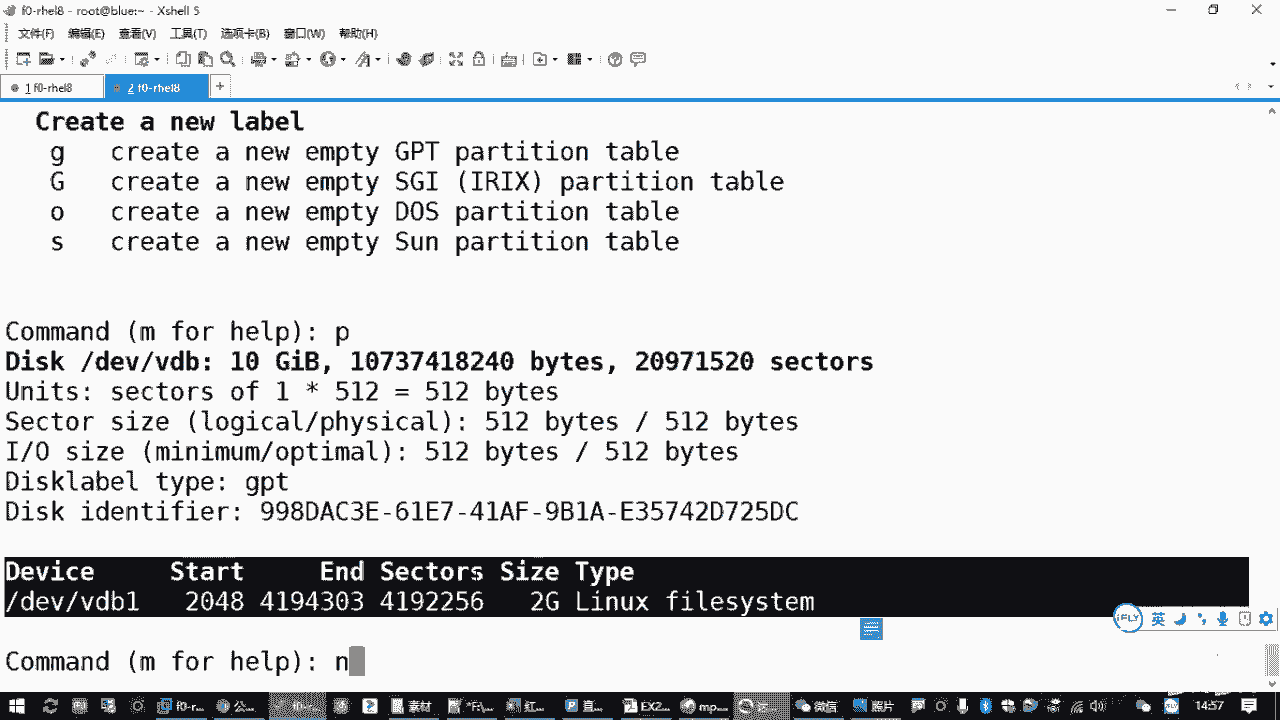 f0-rhel8 - root@blue:~ - Xshell 5
文件(F) 编辑(E) 查看(V) 工具(T) 选项卡(B) 窗口(W) 帮助(H)
1 f0-rhel8 2 f0-rhel8 +
Create a new label
g create a new empty GPT partition table
G create a new empty SGI (IRIX) partition table
o create a new empty DOS partition table
s create a new empty Sun partition table
Command (m for help): p
Disk /dev/vdb: 10 GiB, 10737418240 bytes, 20971520 sectors
Units: sectors of 1 * 512 = 512 bytes
Sector size (logical/physical): 512 bytes / 512 bytes
I/O size (minimum/optimal): 512 bytes / 512 bytes
Disklabel type: gpt
Disk identifier: 998DAC3E-61E7-41AF-9B1A-E35742D725DC
Device Start End Sectors Size Type
/dev/vdb1 2048 4194303 4192256 2G Linux filesystem
iFLY 英
Command (m for help): n
f0-r... 公... 素材 红... 直... EX2... mp... 微信 照片 14:57